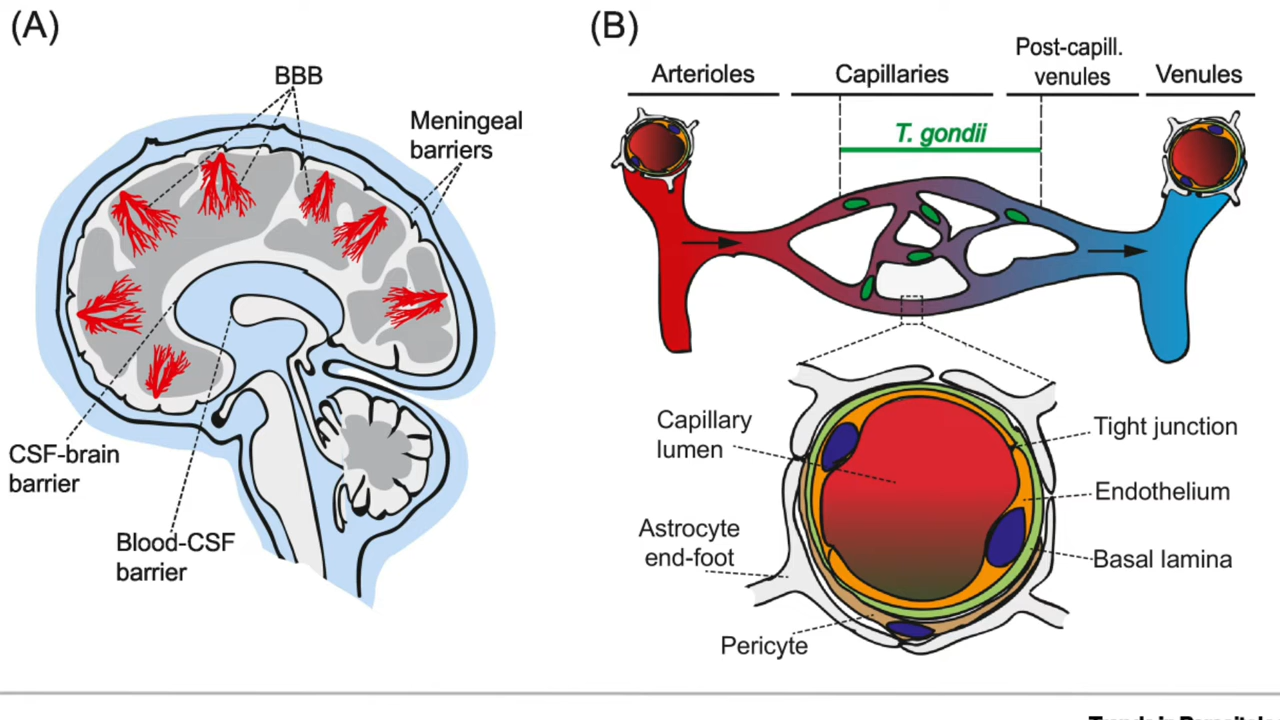 (A)
BBB
Meningeal
barriers
CSF-brain
barrier
Blood-CSF
barrier
(B)
Arterioles
Capillaries
Post-capill.
venules
Venules
T. gondii
Capillary
lumen
Tight junction
Endothelium
Astrocyte
end-foot
Basal lamina
Pericyte